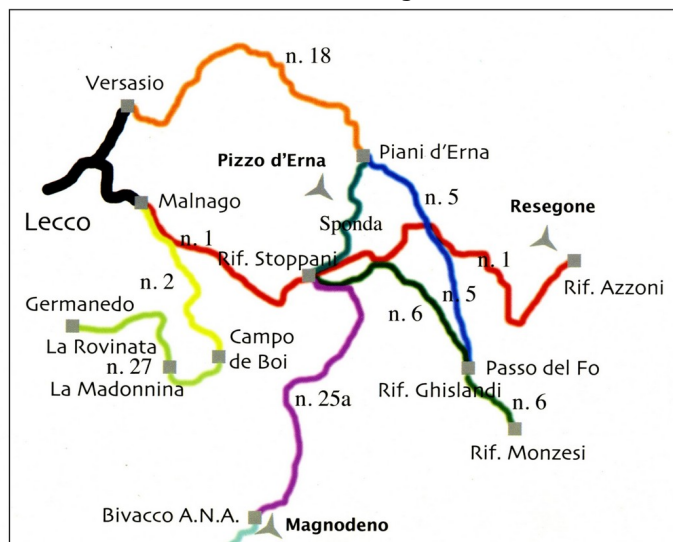 n. 18
Versasio
Pizzo d'Erna
Piani d'Erna
Malnago
n. 5
Lecco
Sponda
Resegone
n. 1
Rif. Stoppani
n. 1
n. 2
n. 5
Rif. Azzoni
Germanedo
n. 6
La Rovinata
Campo
de Boi
n. 27
La Madonnina
Passo del Fo
Rif. Ghislandi
n. 25a
n. 6
Rif. Monzesi
Bivacco A.N.A.
Magnodeno